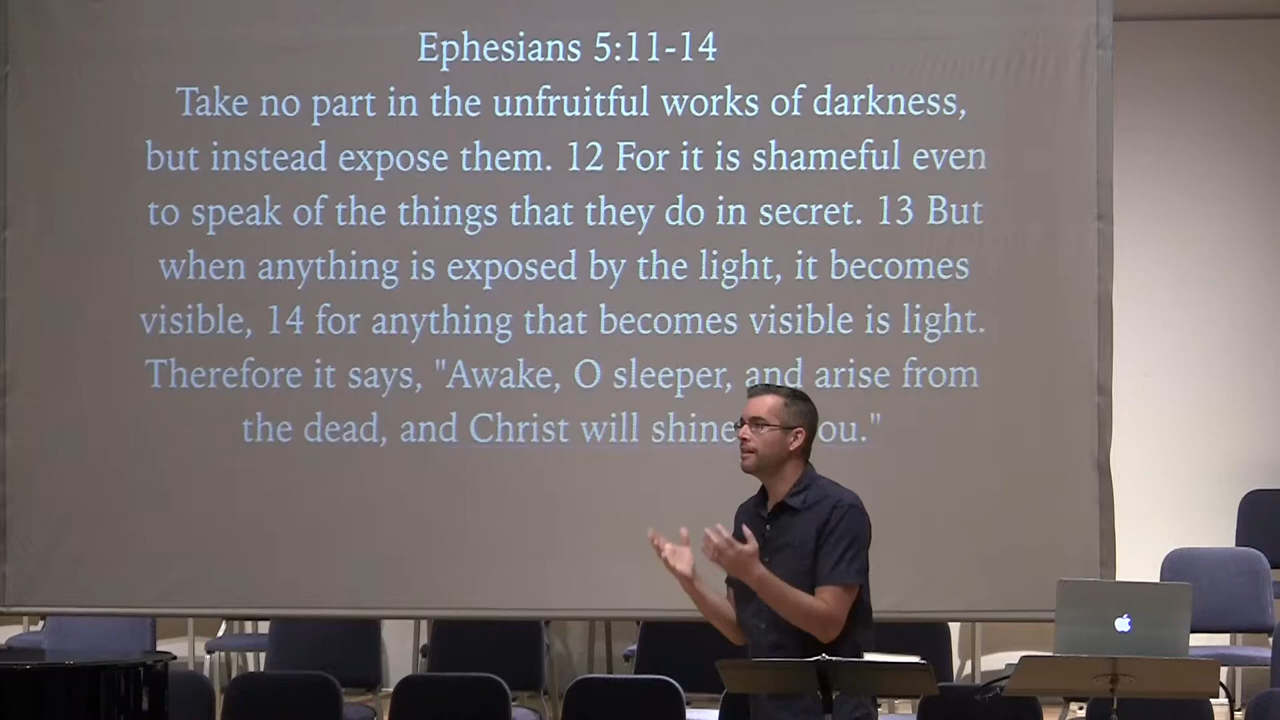 Ephesians 5:11-14
Take no part in the unfruitful works of darkness,
but instead expose them. 12 For it is shameful even
to speak of the things that they do in secret. 13 But
when anything is exposed by the light, it becomes
visible, 14 for anything that becomes visible is light.
Therefore it says, "Awake, O sleeper, and arise from
the dead, and Christ will shine ou."